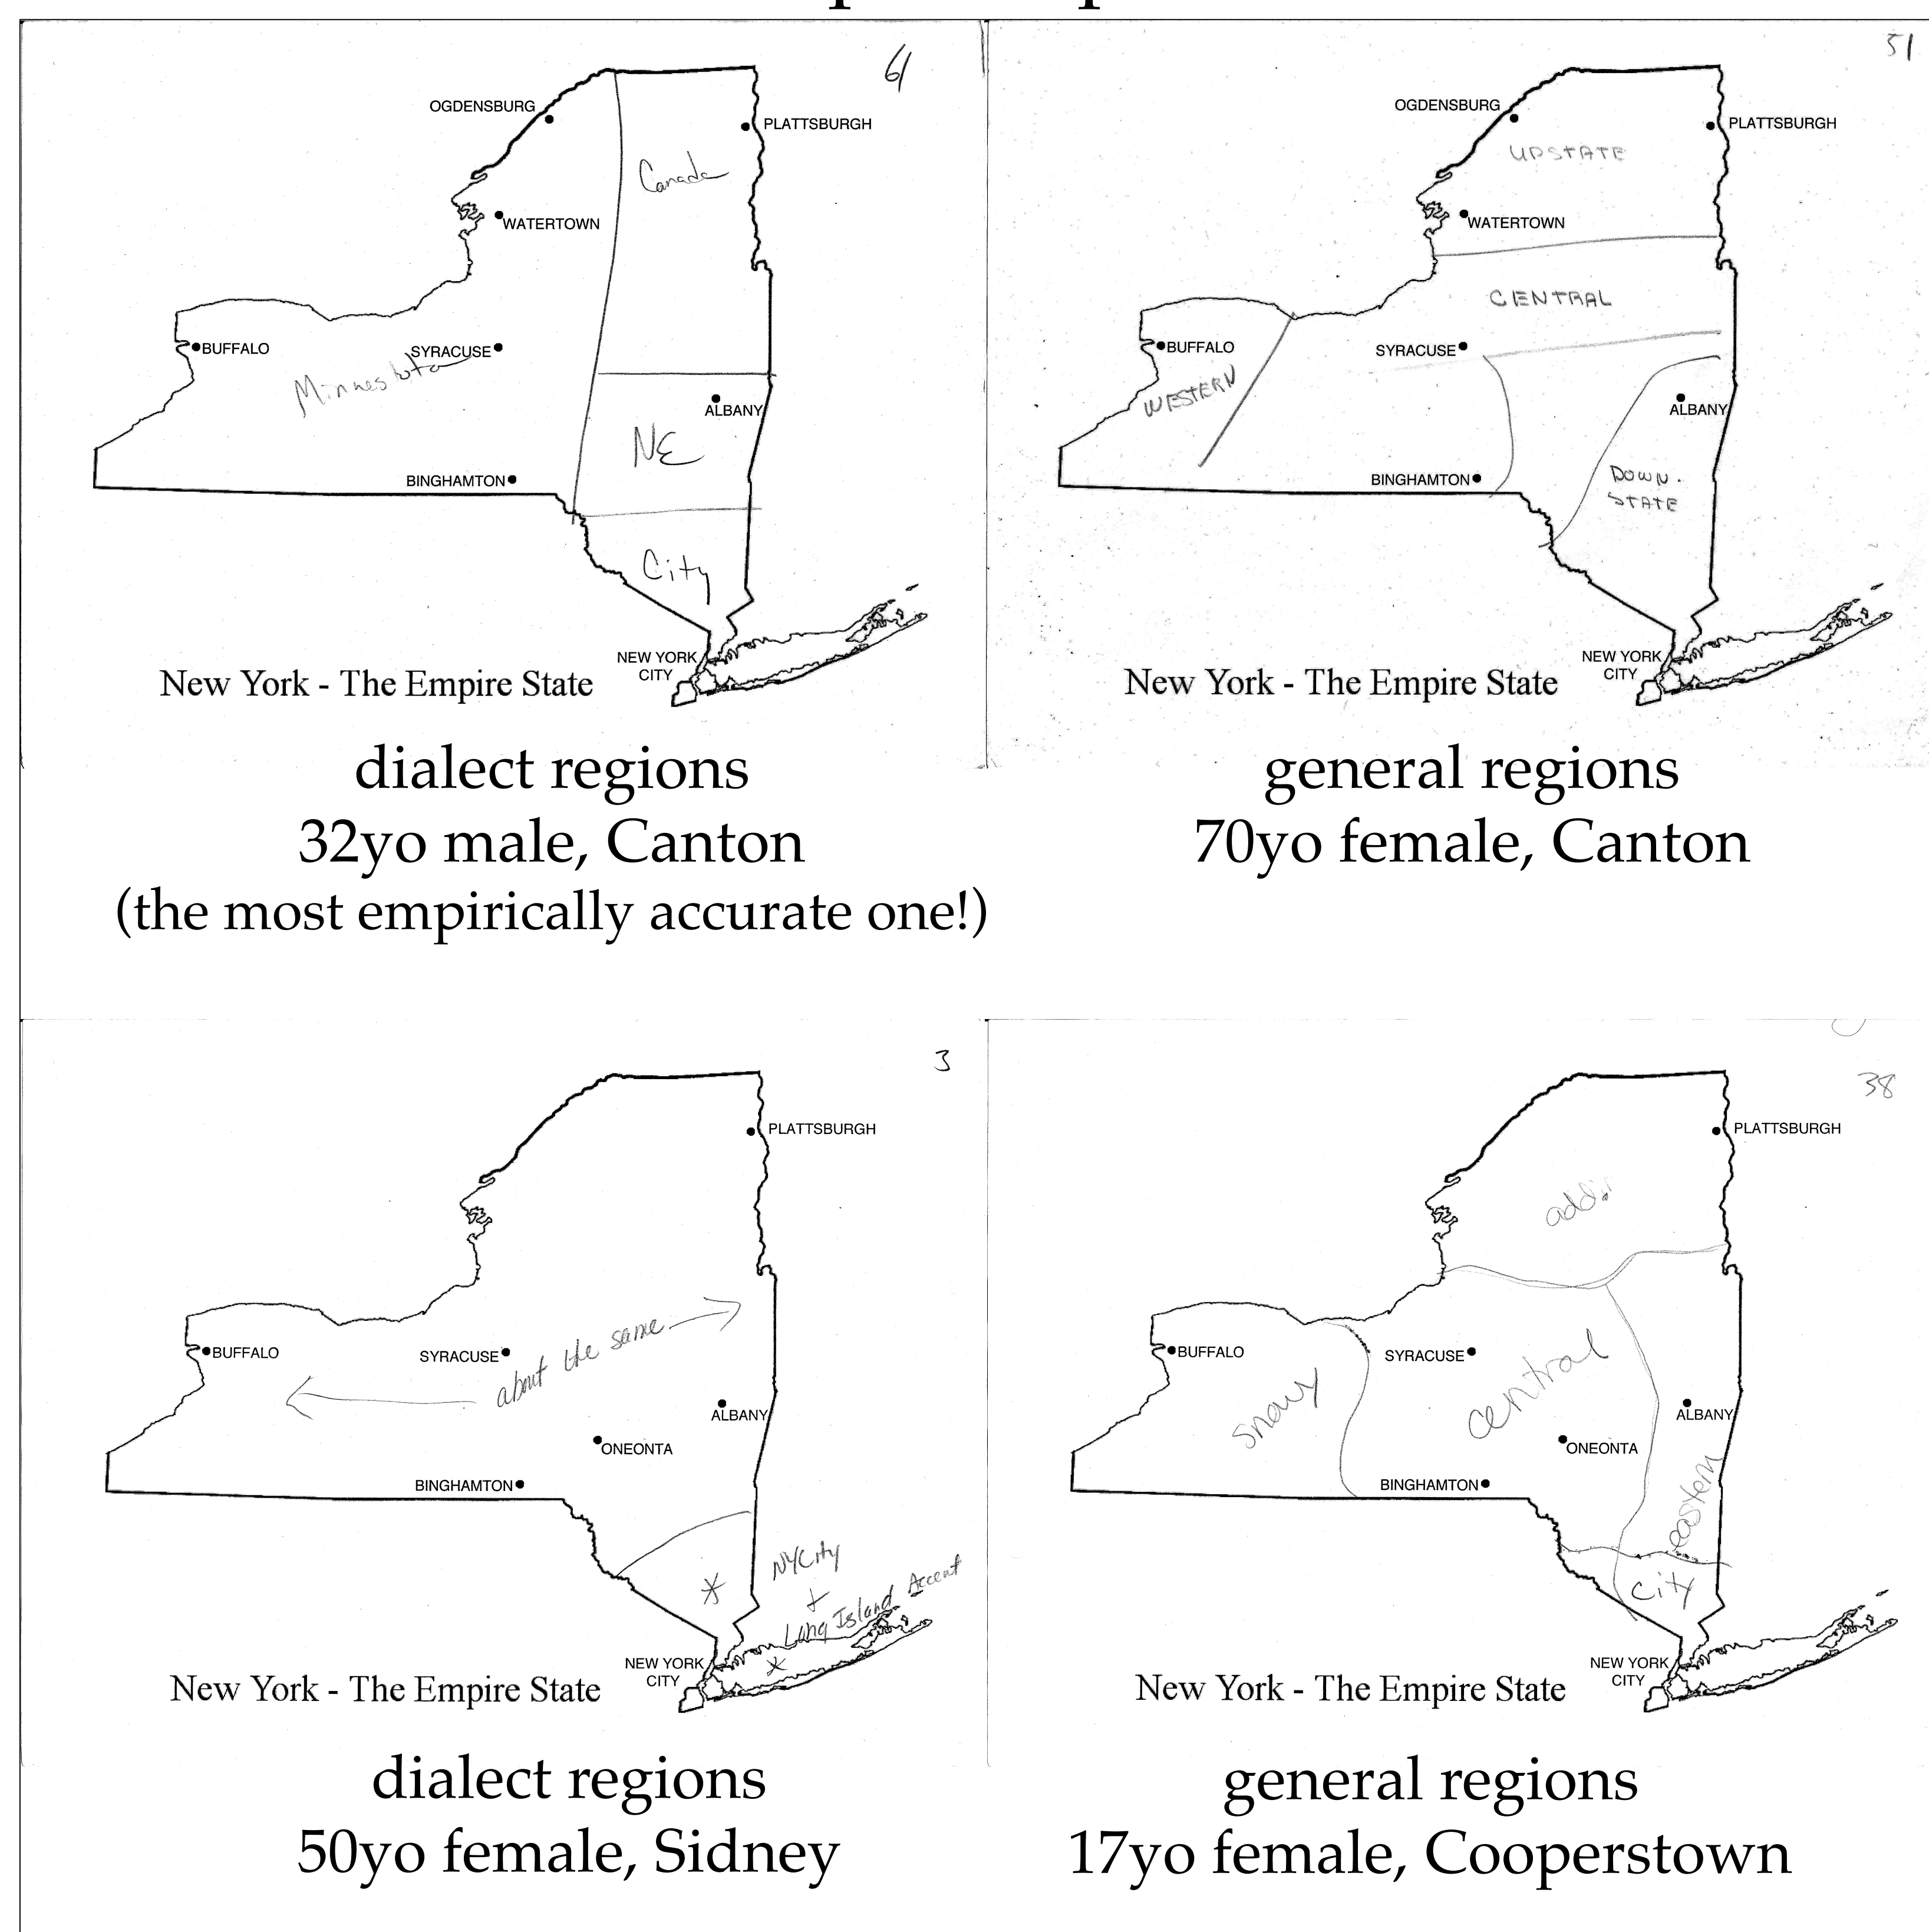 61
OGDENSBURG
PLATTSBURGH
Canada
WATERTOWN
BUFFALO
SYRACUSE
Minnesota
ALBANY
NE
BINGHAMTON
City
NEW YORK
CITY
New York - The Empire State
dialect regions
32yo male, Canton
(the most empirically accurate one!)
51
OGDENSBURG
PLATTSBURGH
UPSTATE
WATERTOWN
CENTRAL
BUFFALO
SYRACUSE
WESTERN
ALBANY
DOWN-
STATE
BINGHAMTON
NEW YORK
CITY
New York - The Empire State
general regions
70yo female, Canton
3
PLATTSBURGH
about the same
BUFFALO
SYRACUSE
ALBANY
ONEONTA
BINGHAMTON
NYCity
+
Long Island Accent
NEW YORK
CITY
New York - The Empire State
dialect regions
50yo female, Sidney
38
PLATTSBURGH
addir
BUFFALO
SYRACUSE
snowy
central
ALBANY
ONEONTA
BINGHAMTON
eastern
city
NEW YORK
CITY
New York - The Empire State
general regions
17yo female, Cooperstown